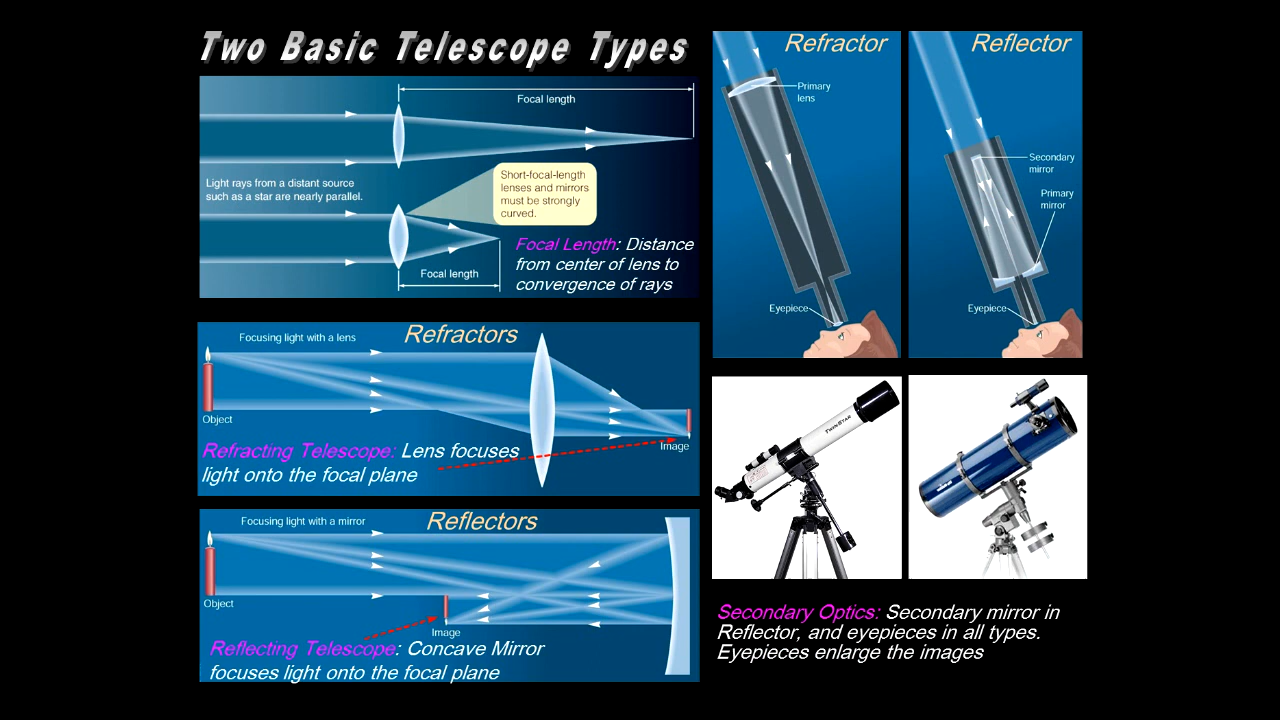 Two Basic Telescope Types
Focal length
Light rays from a distant source
such as a star are nearly parallel.
Short-focal-length
lenses and mirrors
must be strongly
curved.
Focal length
Focal Length: Distance
from center of lens to
convergence of rays
Refractors
Focusing light with a lens
Object
Image
Refracting Telescope: Lens focuses
light onto the focal plane
Reflectors
Focusing light with a mirror
Object
Image
Reflecting Telescope: Concave Mirror
focuses light onto the focal plane
Refractor
Primary
lens
Eyepiece
Reflector
Secondary
mirror
Primary
mirror
Eyepiece
TwinStar
Secondary Optics: Secondary mirror in
Reflector, and eyepieces in all types.
Eyepieces enlarge the images